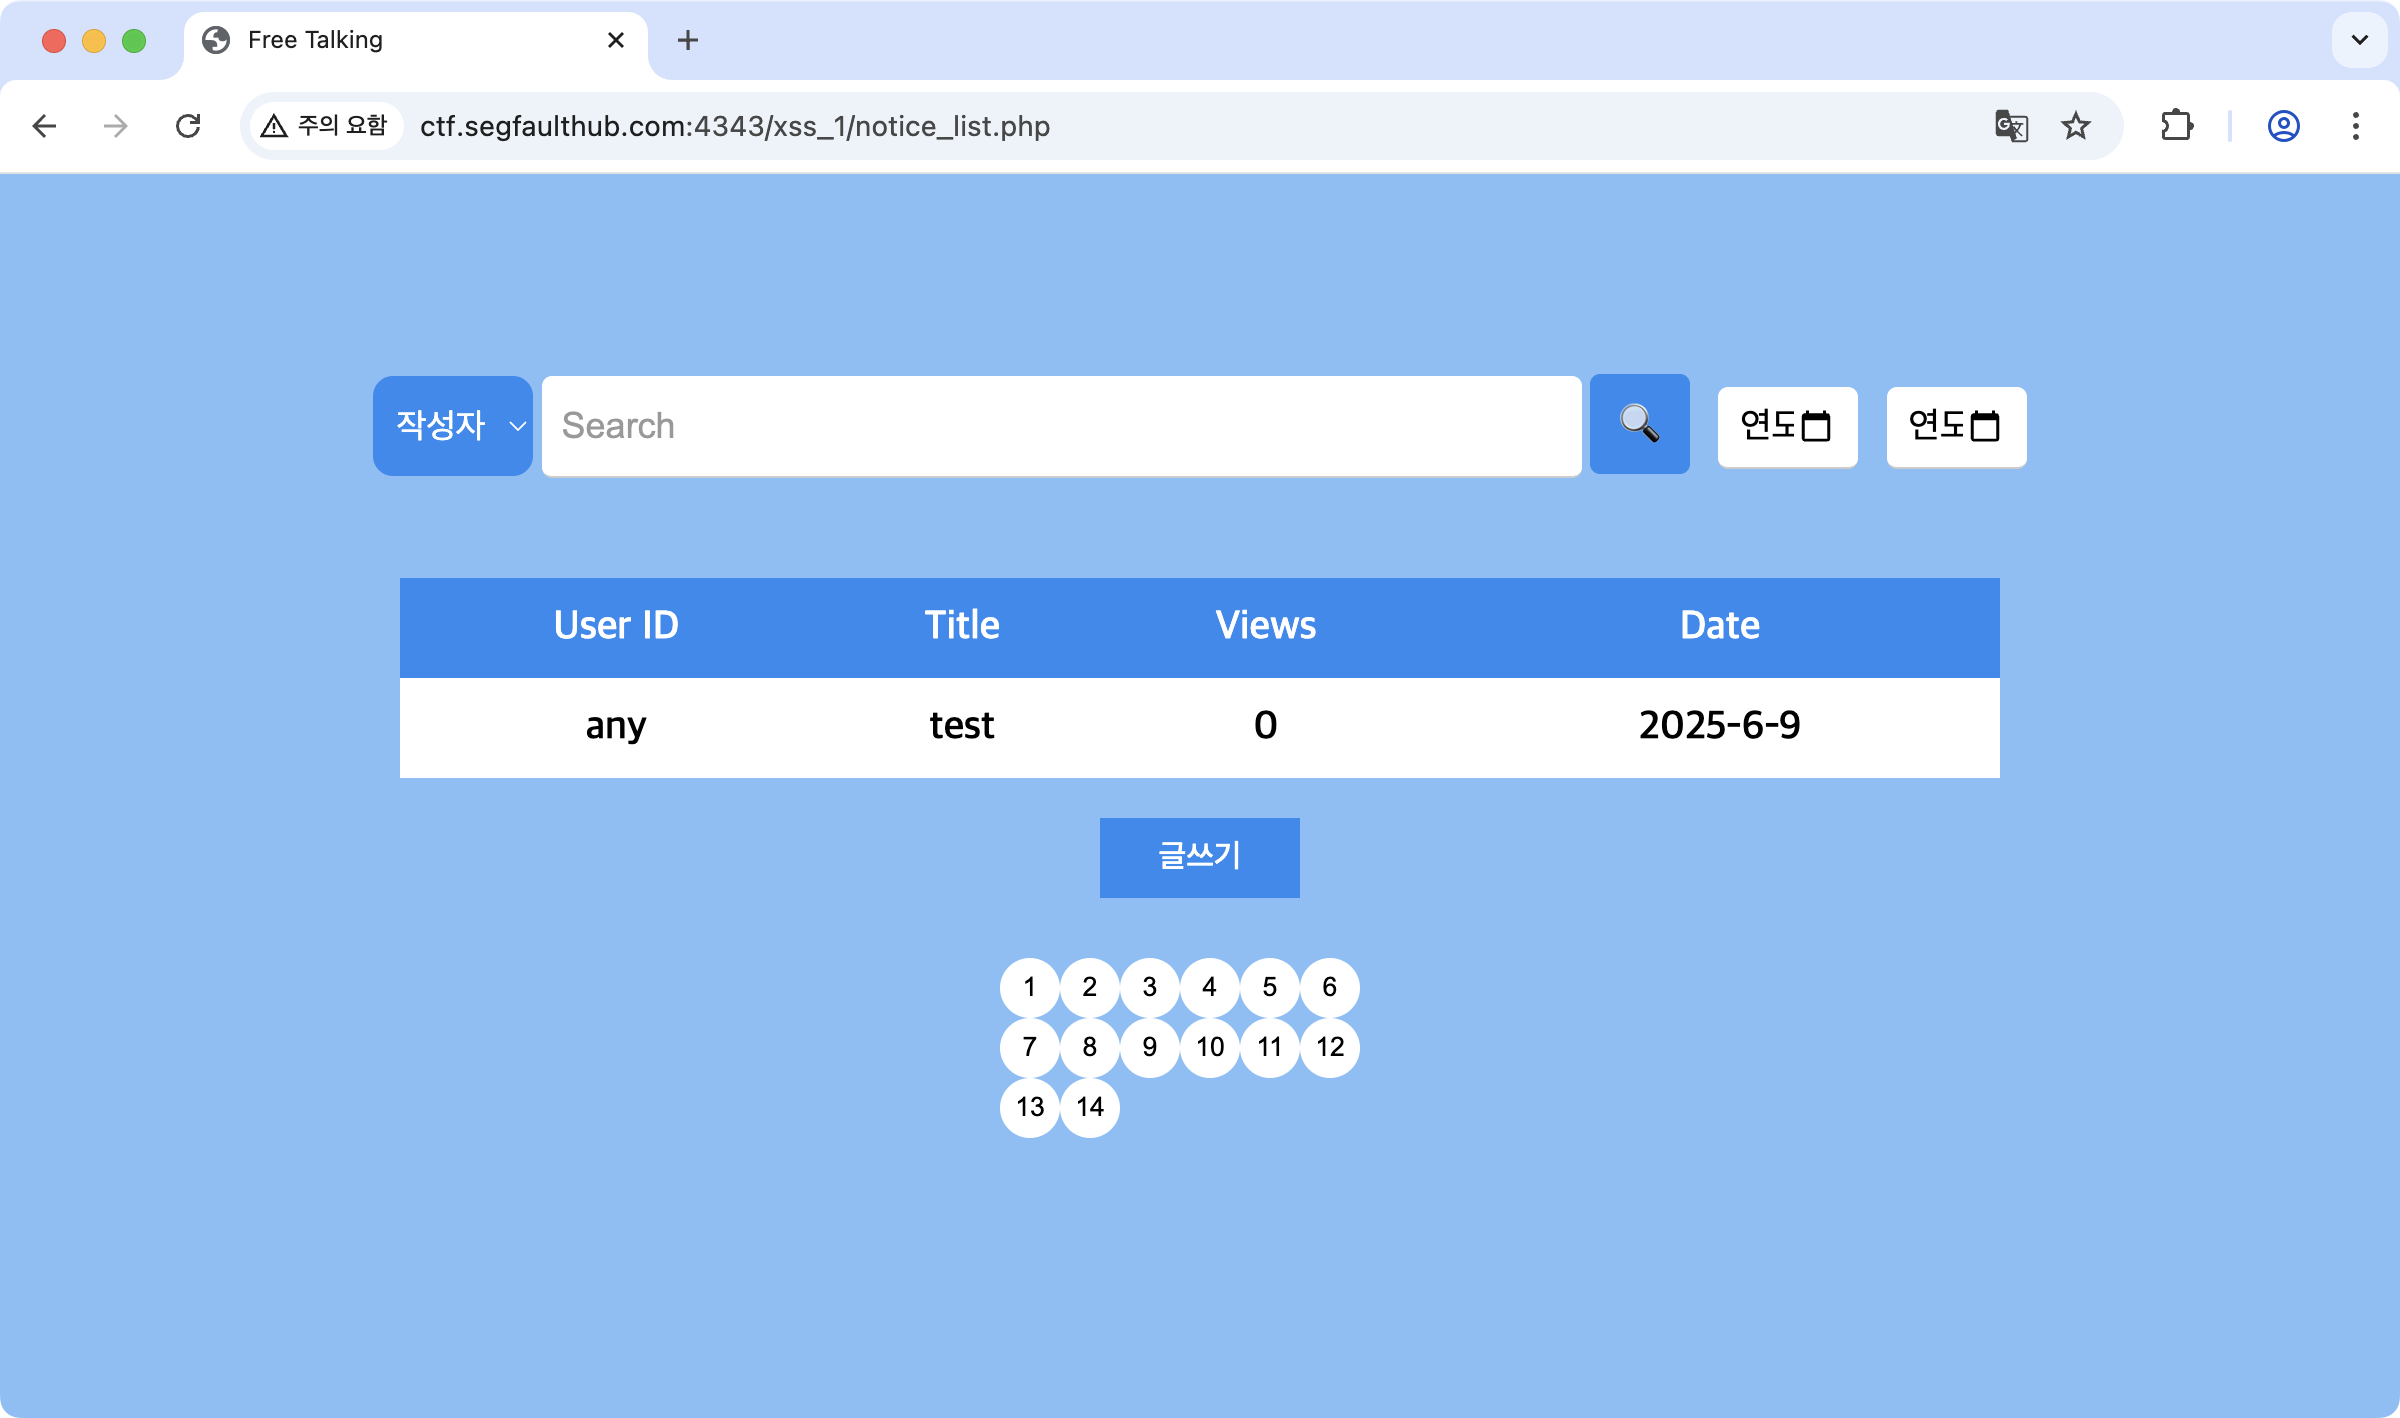 Free Talking
주의 요함 ctf.segfaulthub.com:4343/xss_1/notice_list.php
작성자 Search 연도 연도
User ID Title Views Date
any test 0 2025-6-9
글쓰기
1 2 3 4 5 6
7 8 9 10 11 12
13 14